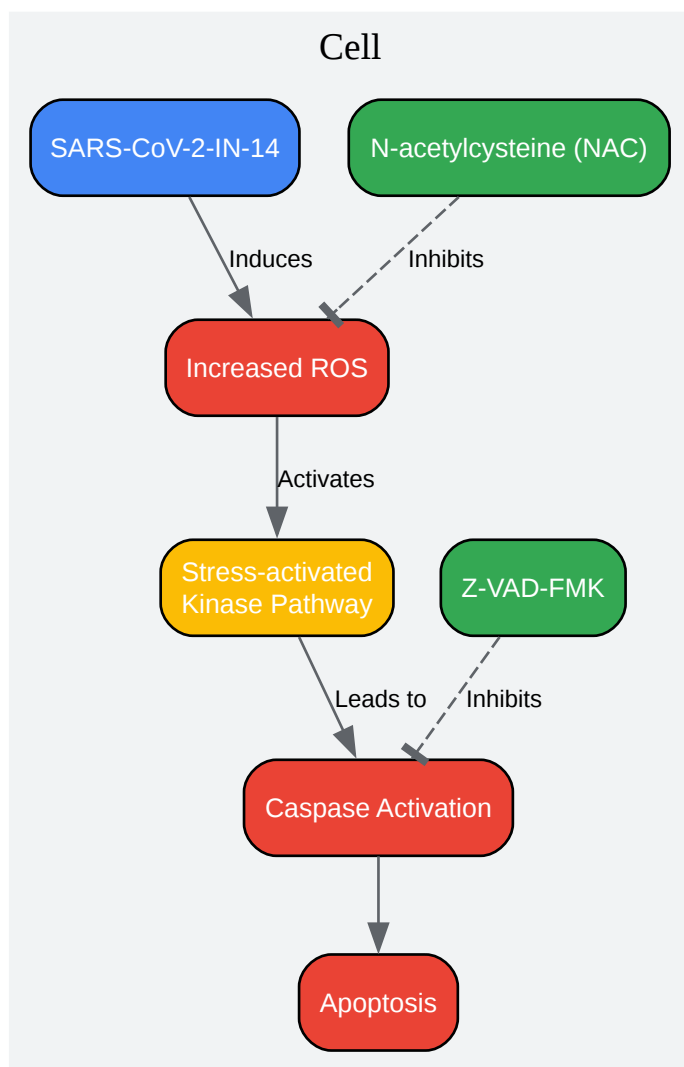 Cell
SARS-CoV-2-IN-14
N-acetylcysteine (NAC)
Induces
Inhibits
Increased ROS
Activates
Stress-activated
Kinase Pathway
Z-VAD-FMK
Leads to
Inhibits
Caspase Activation
Apoptosis